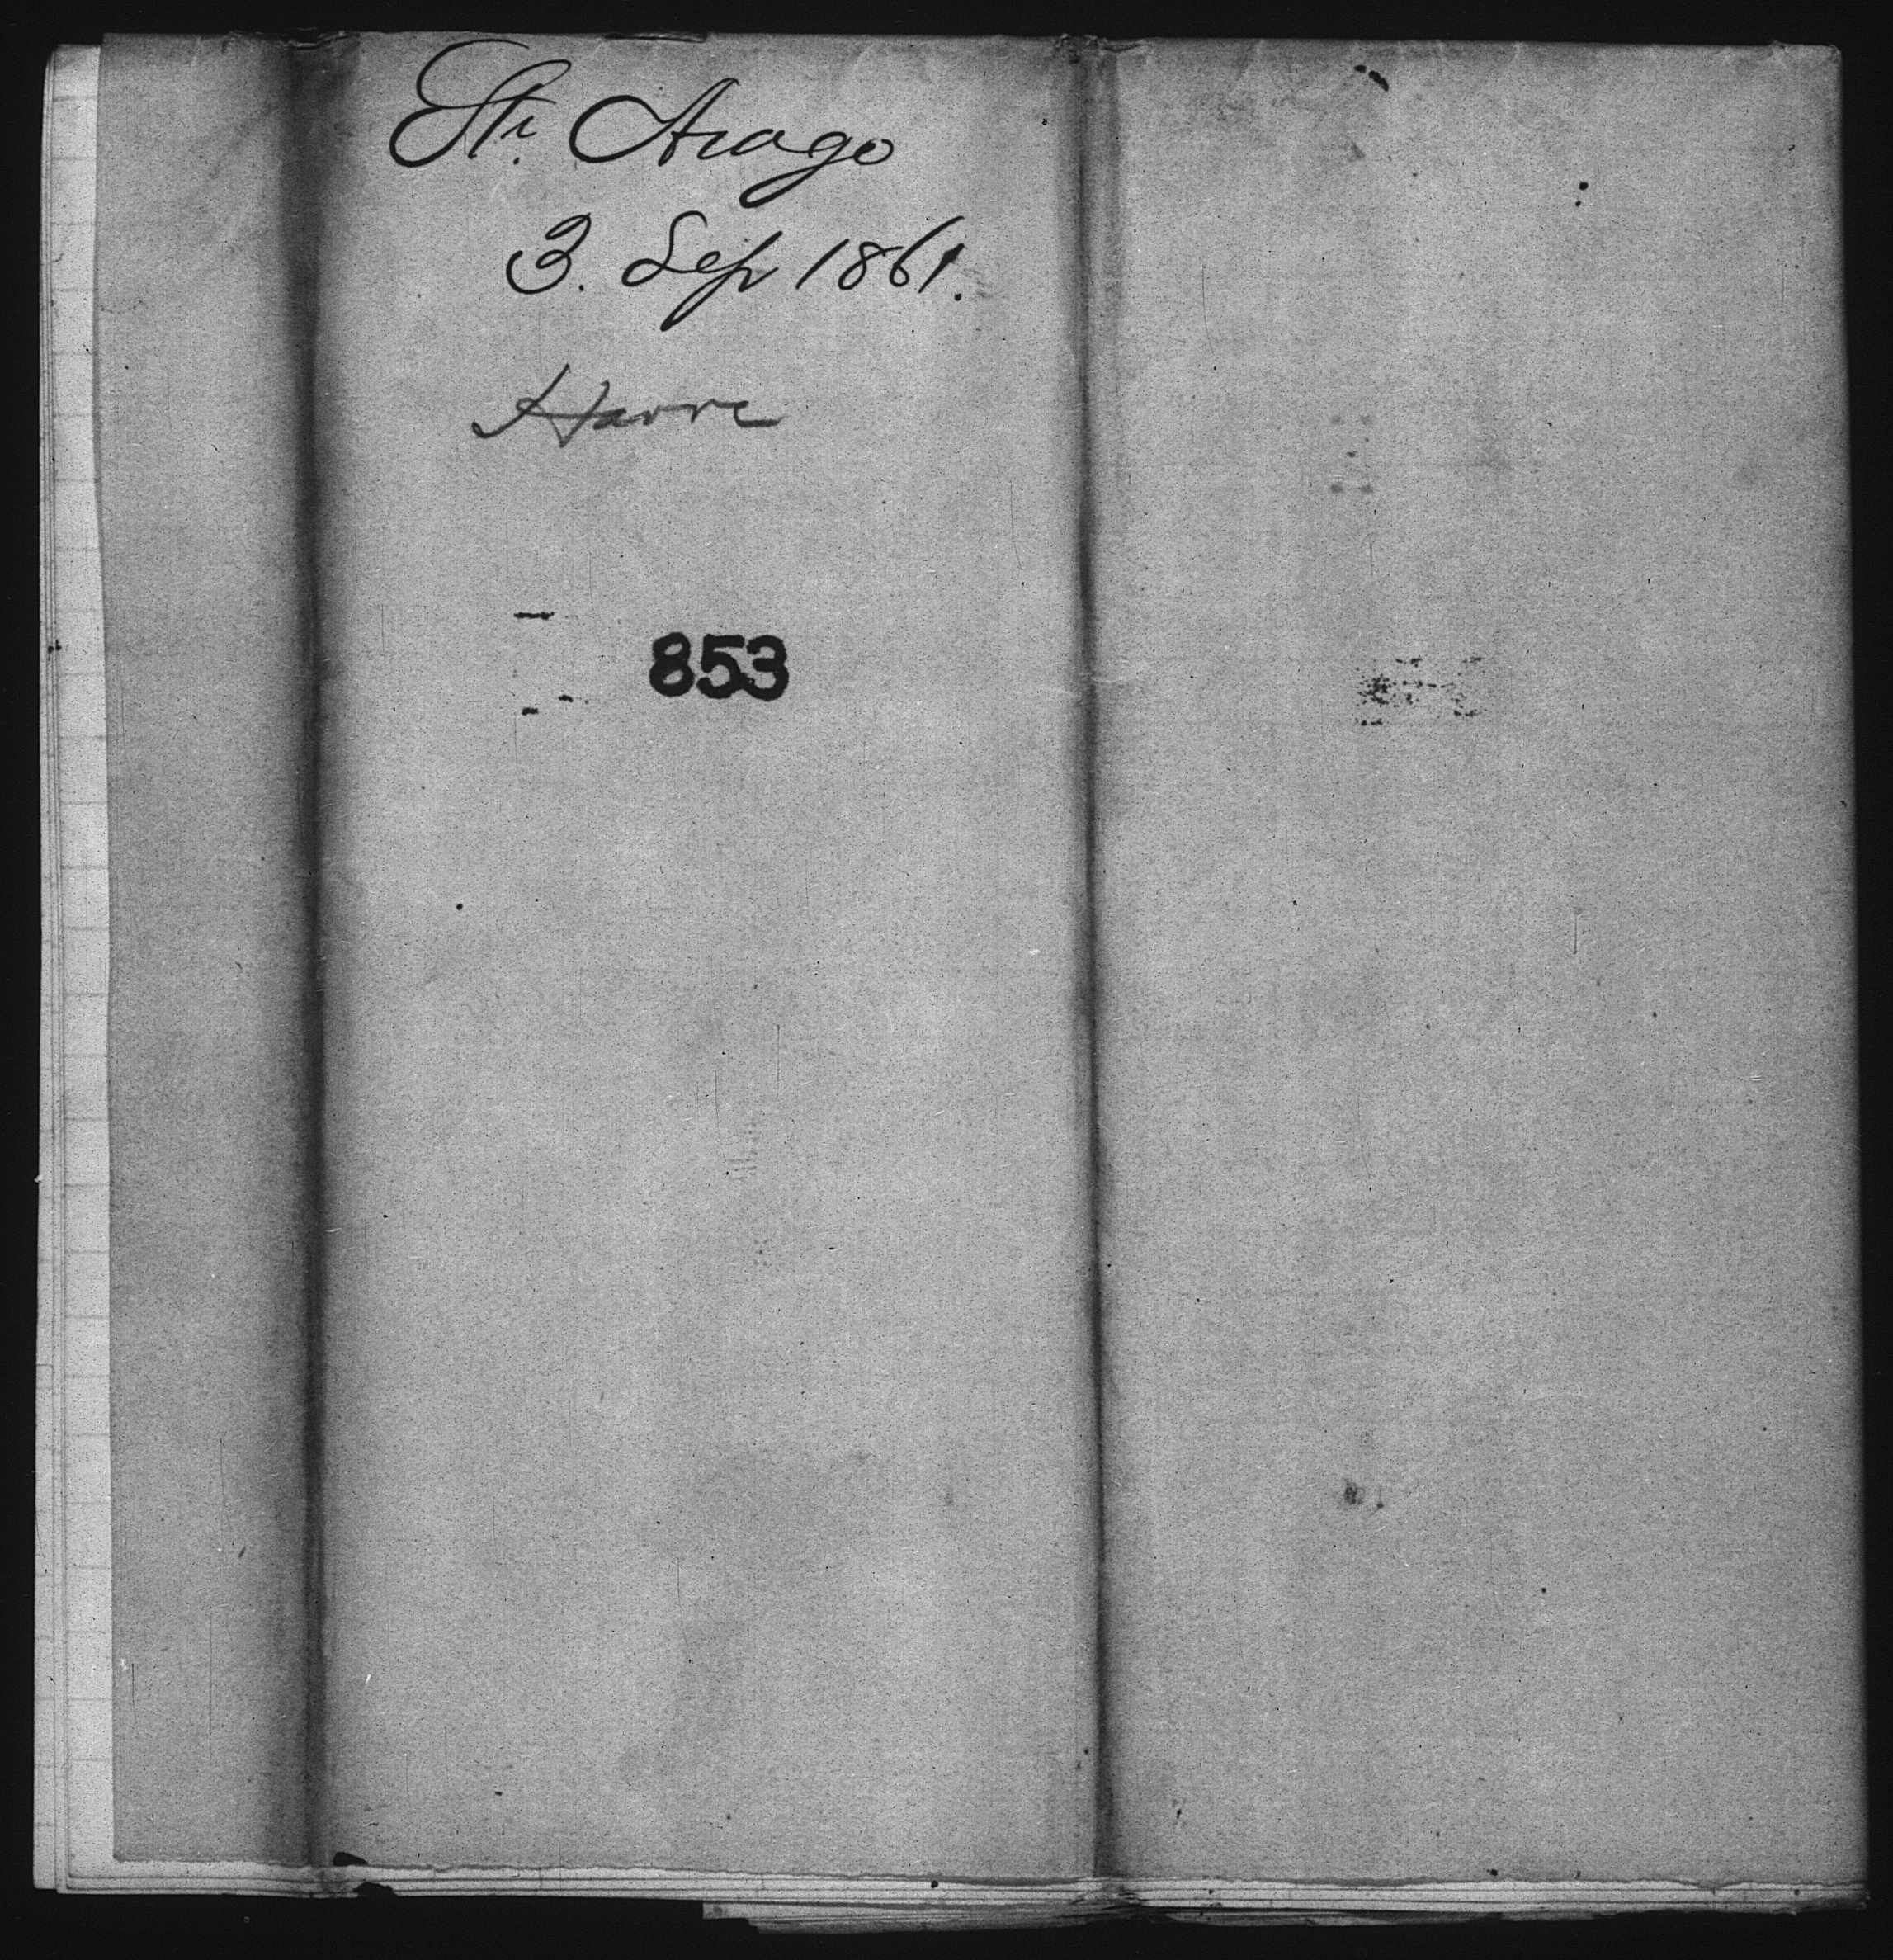 Str. Arago
3. Sep 1861.
Havre
853